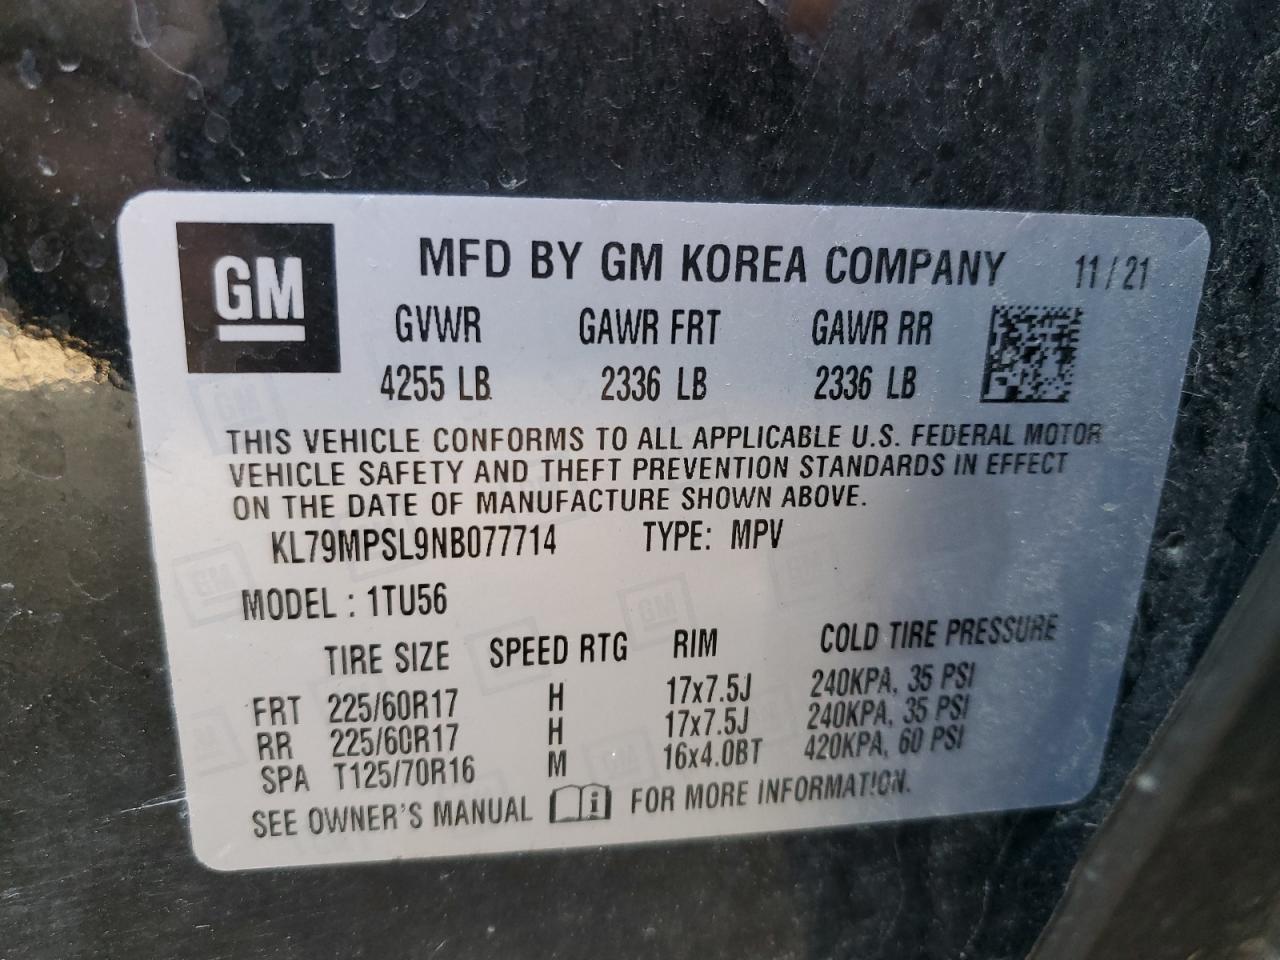 GM
MFD BY GM KOREA COMPANY 11/21
GVWR GAWR FRT GAWR RR
4255 LB 2336 LB 2336 LB
THIS VEHICLE CONFORMS TO ALL APPLICABLE U.S. FEDERAL MOTOR
VEHICLE SAFETY AND THEFT PREVENTION STANDARDS IN EFFECT
ON THE DATE OF MANUFACTURE SHOWN ABOVE.
KL79MPSL9NB077714 TYPE: MPV
MODEL : 1TU56
TIRE SIZE SPEED RTG RIM COLD TIRE PRESSURE
FRT 225/60R17 H 17x7.5J 240KPA, 35 PSI
RR 225/60R17 H 17x7.5J 240KPA, 35 PSI
SPA T125/70R16 M 16x4.0BT 420KPA, 60 PSI
SEE OWNER'S MANUAL i FOR MORE INFORMATION.